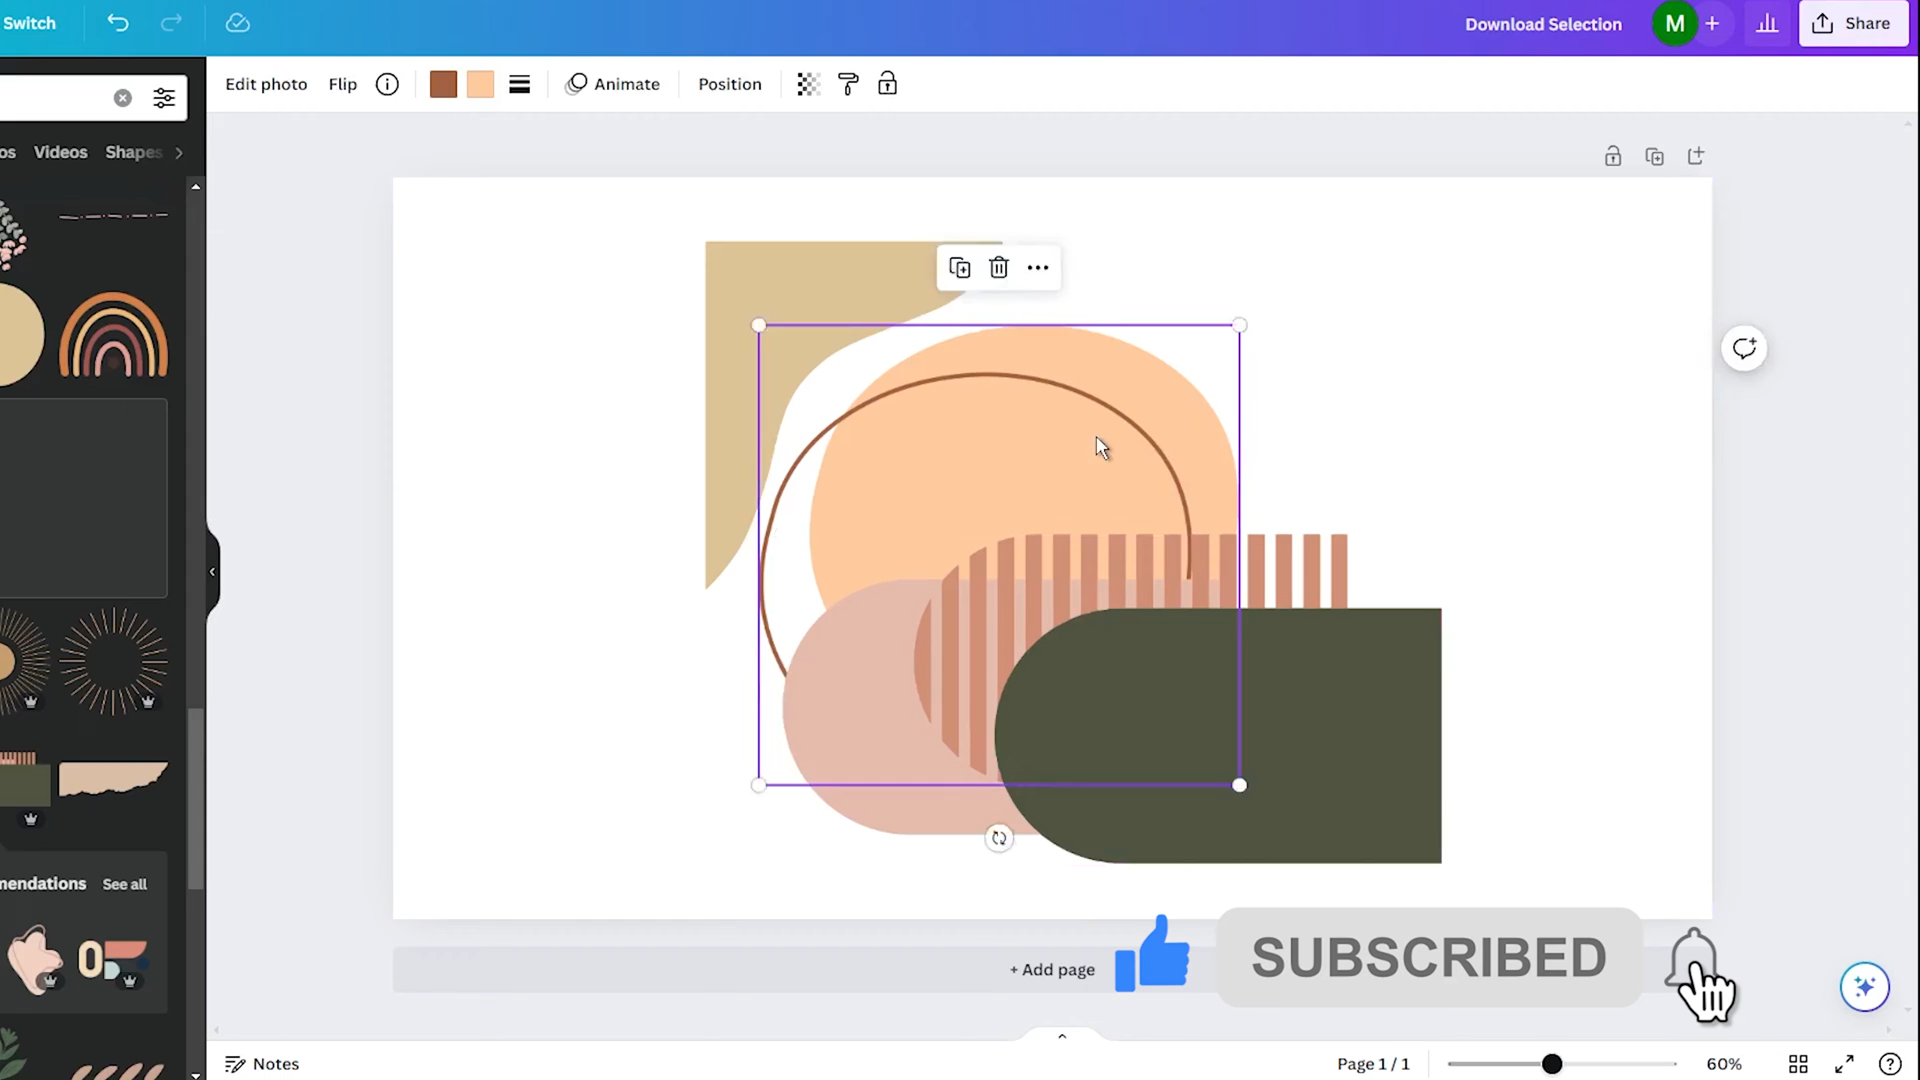 Switch
Download Selection
M
Share
Edit photo
Flip
Animate
Position
os
Videos
Shapes
mendations
See all
+ Add page
SUBSCRIBED
Notes
Page 1 / 1
60%